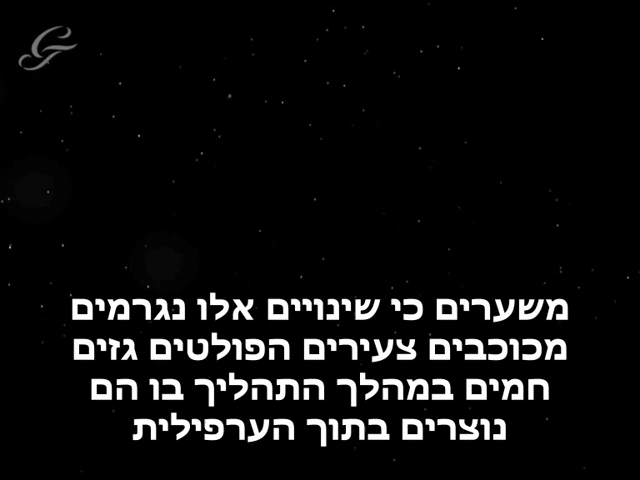 משערים כי שינויים אלו נגרמים
מכוכבים צעירים הפולטים גזים
חמים במהלך התהליך בו הם
נוצרים בתוך הערפילית